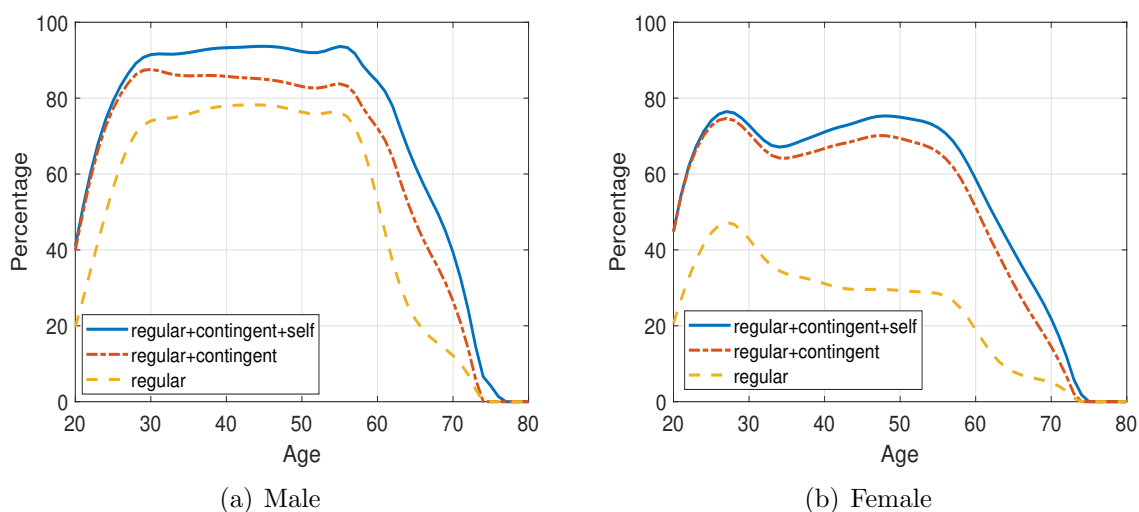 100
80
60
40
20
0
Percentage
regular+contingent+self
regular+contingent
regular
20 30 40 50 60 70 80
Age
(a) Male
100
80
60
40
20
0
Percentage
regular+contingent+self
regular+contingent
regular
20 30 40 50 60 70 80
Age
(b) Female